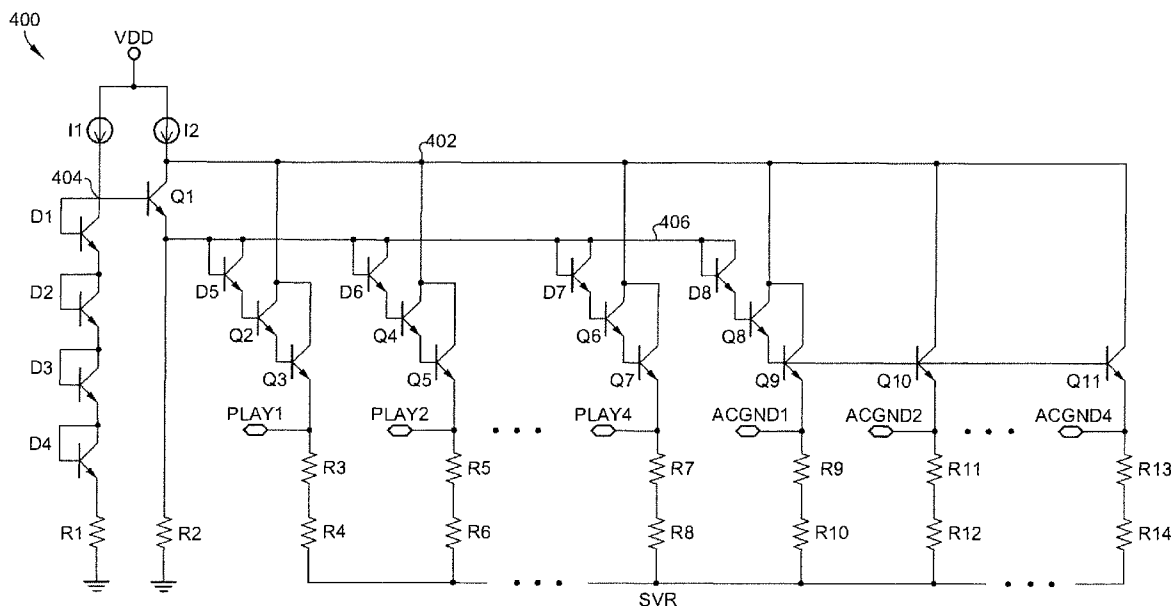 400
VDD
I1
I2
402
404
Q1
D1
406
D2
D5
D6
D7
D8
Q2
Q4
Q6
Q8
D3
Q3
Q5
Q7
Q9
Q10
Q11
PLAY1
PLAY2
PLAY4
ACGND1
ACGND2
ACGND4
D4
R3
R5
R7
R9
R11
R13
R1
R2
R4
R6
R8
R10
R12
R14
SVR